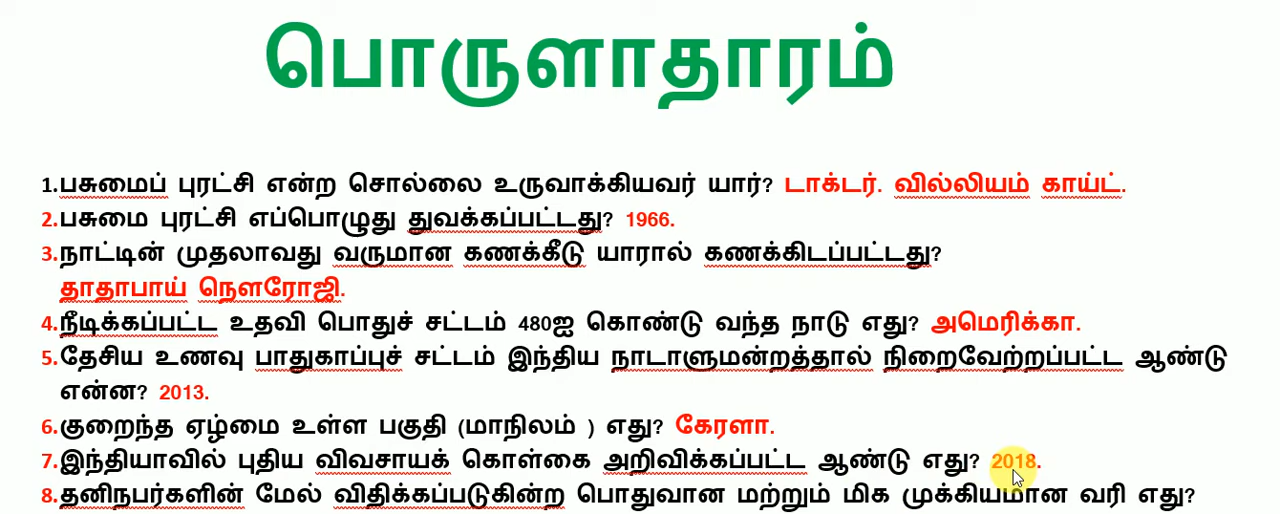 பொருளாதாரம்
1.பசுமைப் புரட்சி என்ற சொல்லை உருவாக்கியவர் யார்? டாக்டர். வில்லியம் காய்ட்.
2.பசுமை புரட்சி எப்பொழுது துவக்கப்பட்டது? 1966.
3.நாட்டின் முதலாவது வருமான கணக்கீடு யாரால் கணக்கிடப்பட்டது?
தாதாபாய் நௌரோஜி.
4.நீடிக்கப்பட்ட உதவி பொதுச் சட்டம் 480ஐ கொண்டு வந்த நாடு எது? அமெரிக்கா.
5.தேசிய உணவு பாதுகாப்புச் சட்டம் இந்திய நாடாளுமன்றத்தால் நிறைவேற்றப்பட்ட ஆண்டு
என்ன? 2013.
6.குறைந்த ஏழ்மை உள்ள பகுதி (மாநிலம் ) எது? கேரளா.
7.இந்தியாவில் புதிய விவசாயக் கொள்கை அறிவிக்கப்பட்ட ஆண்டு எது? 2018.
8.தனிநபர்களின் மேல் விதிக்கப்படுகின்ற பொதுவான மற்றும் மிக முக்கியமான வரி எது?